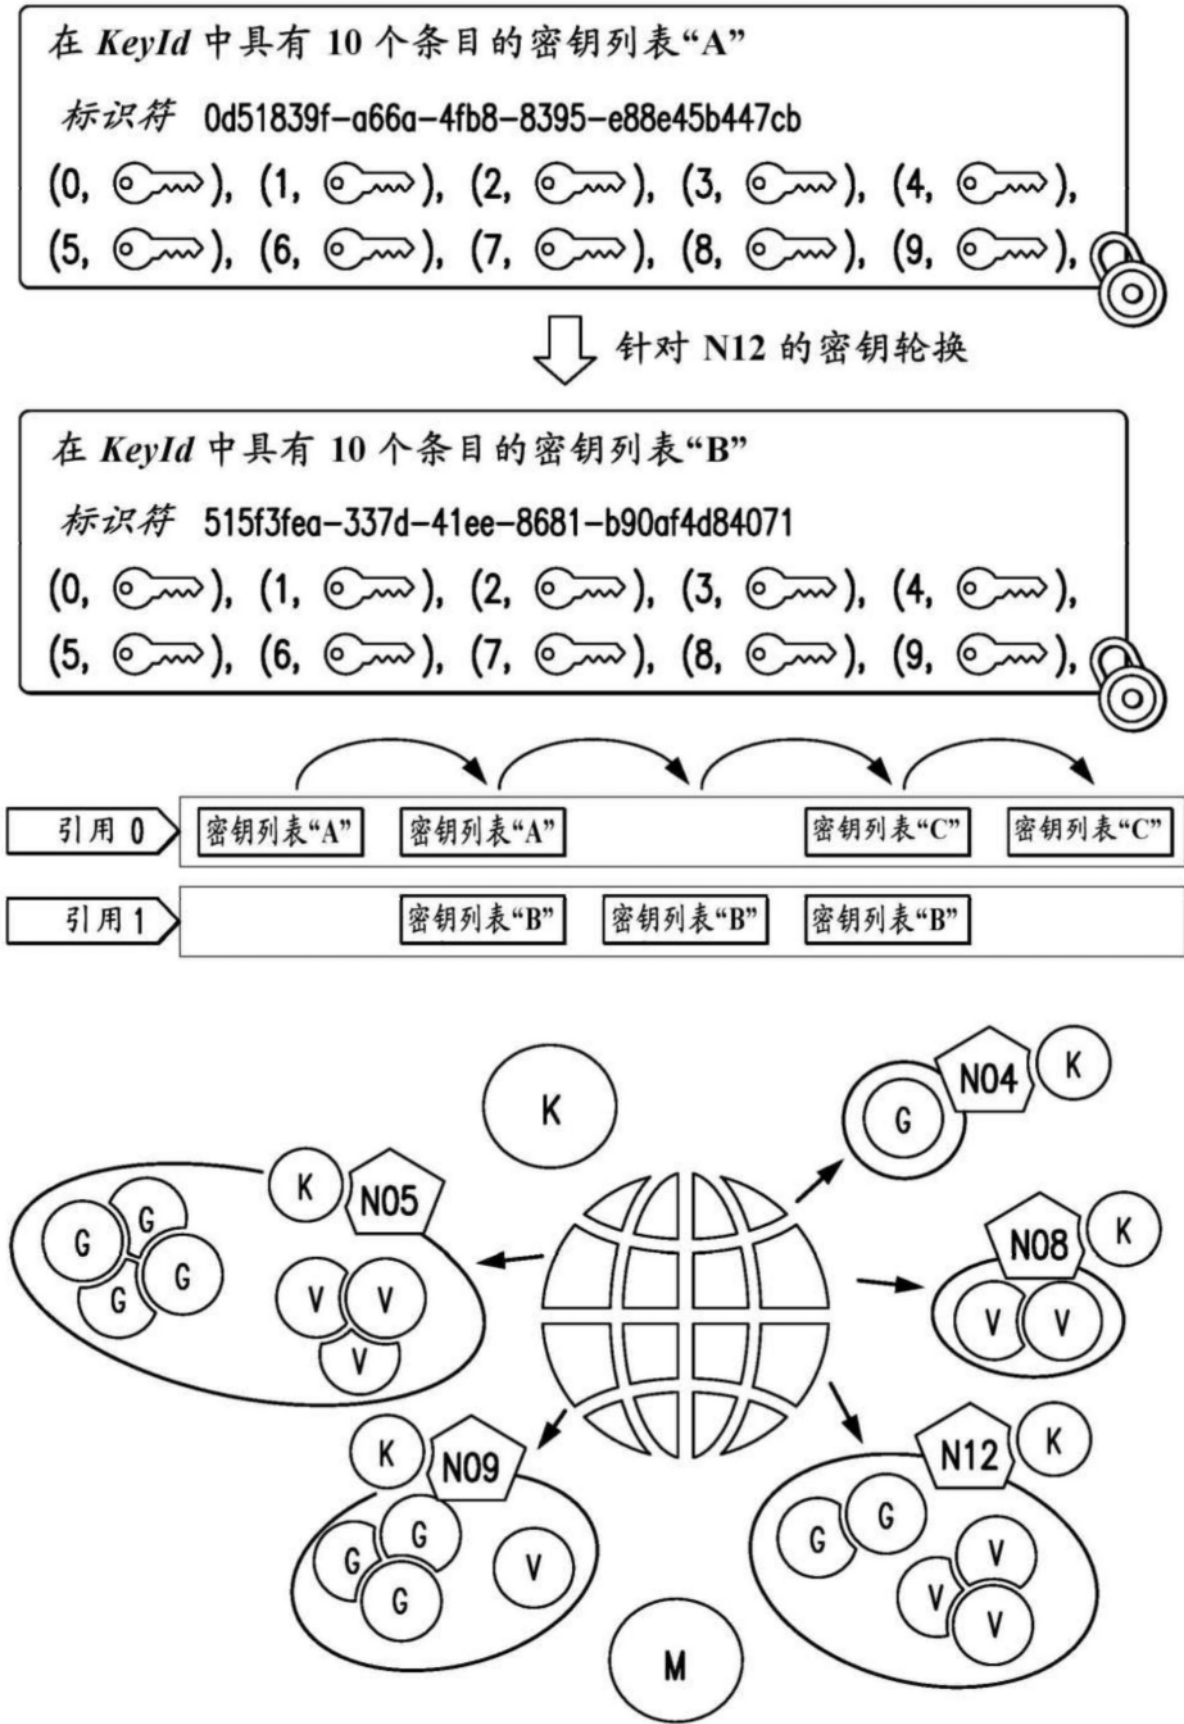 在 KeyId 中具有 10 个条目的密钥列表“A”
标识符 0d51839f-a66a-4fb8-8395-e88e45b447cb
(0, ), (1, ), (2, ), (3, ), (4, ),
(5, ), (6, ), (7, ), (8, ), (9, ),
针对 N12 的密钥轮换
在 KeyId 中具有 10 个条目的密钥列表“B”
标识符 515f3fea-337d-41ee-8681-b90af4d84071
(0, ), (1, ), (2, ), (3, ), (4, ),
(5, ), (6, ), (7, ), (8, ), (9, ),
引用 0 密钥列表“A” 密钥列表“A” 密钥列表“C” 密钥列表“C”
引用 1 密钥列表“B” 密钥列表“B” 密钥列表“B”
K
G N04 K
K N05
G G G G
V V V
N08 K
V V
K N09
G G G V
N12 K
G G V V V
M